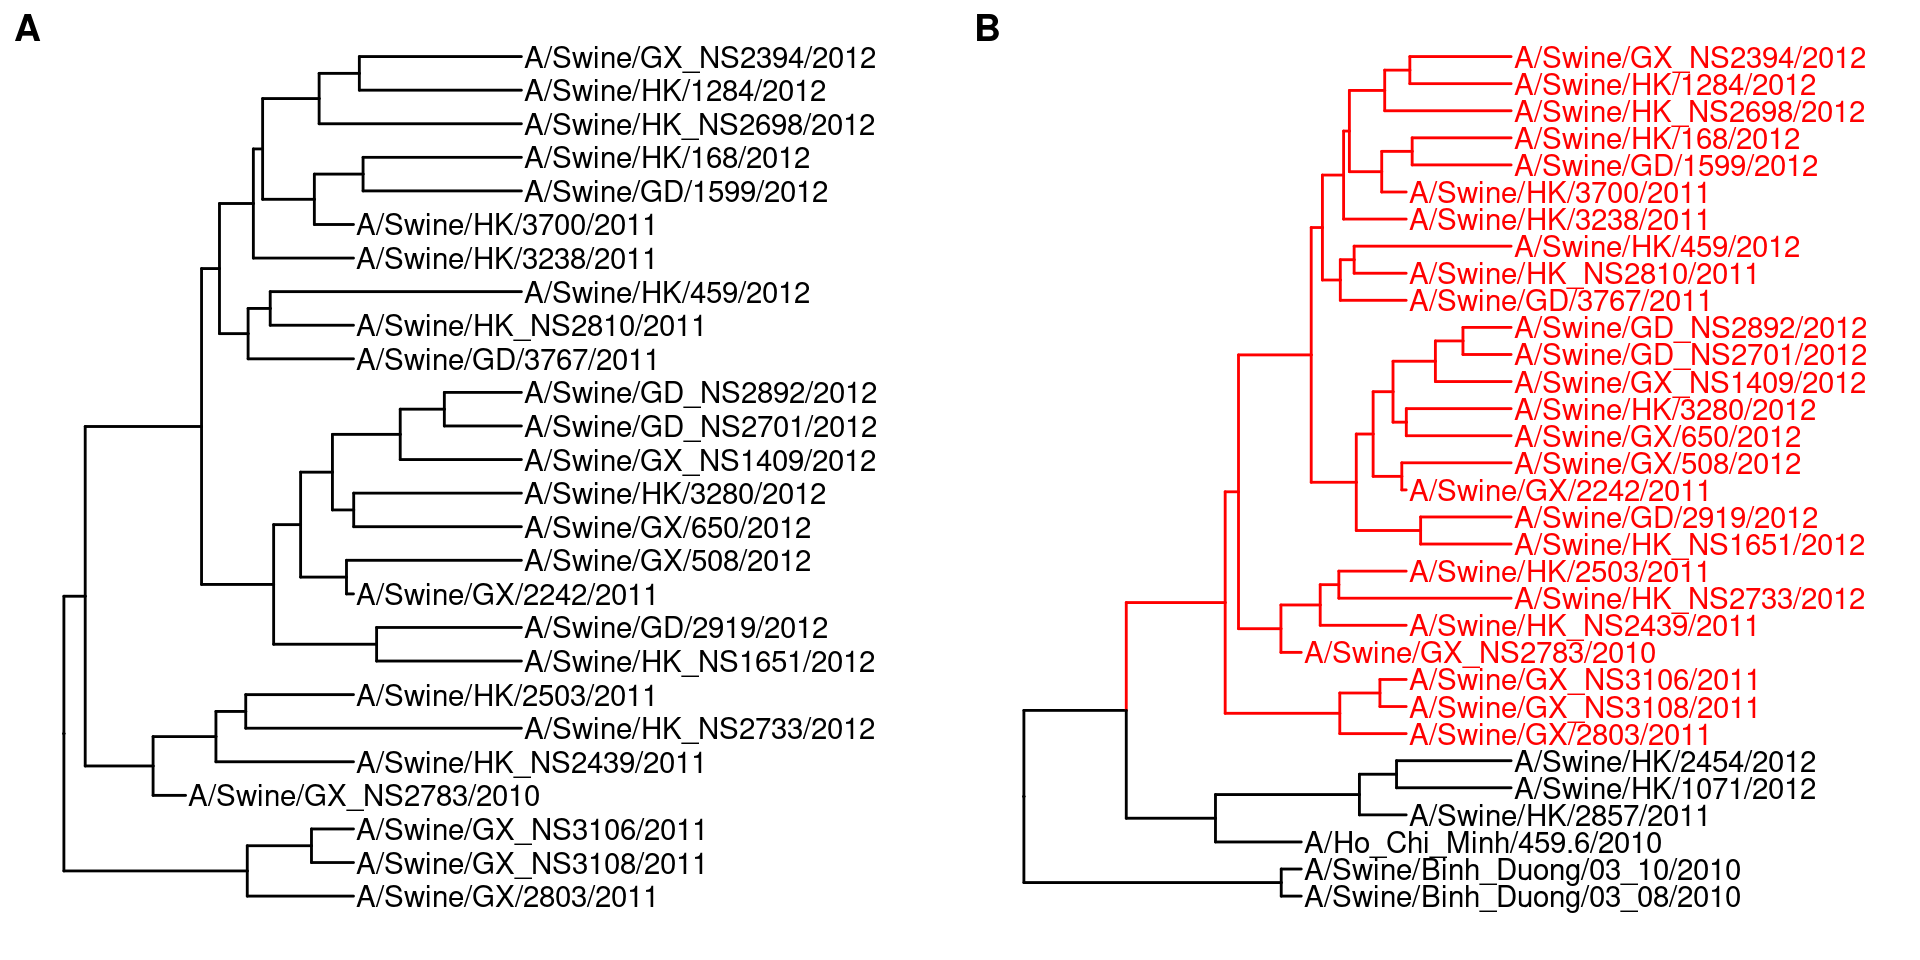 A
A/Swine/GX_NS2394/2012
A/Swine/HK/1284/2012
A/Swine/HK_NS2698/2012
A/Swine/HK/168/2012
A/Swine/GD/1599/2012
A/Swine/HK/3700/2011
A/Swine/HK/3238/2011
A/Swine/HK/459/2012
A/Swine/HK_NS2810/2011
A/Swine/GD/3767/2011
A/Swine/GD_NS2892/2012
A/Swine/GD_NS2701/2012
A/Swine/GX_NS1409/2012
A/Swine/HK/3280/2012
A/Swine/GX/650/2012
A/Swine/GX/508/2012
A/Swine/GX/2242/2011
A/Swine/GD/2919/2012
A/Swine/HK_NS1651/2012
A/Swine/HK/2503/2011
A/Swine/HK_NS2733/2012
A/Swine/HK_NS2439/2011
A/Swine/GX_NS2783/2010
A/Swine/GX_NS3106/2011
A/Swine/GX_NS3108/2011
A/Swine/GX/2803/2011
B
A/Swine/GX_NS2394/2012
A/Swine/HK/1284/2012
A/Swine/HK_NS2698/2012
A/Swine/HK/168/2012
A/Swine/GD/1599/2012
A/Swine/HK/3700/2011
A/Swine/HK/3238/2011
A/Swine/HK/459/2012
A/Swine/HK_NS2810/2011
A/Swine/GD/3767/2011
A/Swine/GD_NS2892/2012
A/Swine/GD_NS2701/2012
A/Swine/GX_NS1409/2012
A/Swine/HK/3280/2012
A/Swine/GX/650/2012
A/Swine/GX/508/2012
A/Swine/GX/2242/2011
A/Swine/GD/2919/2012
A/Swine/HK_NS1651/2012
A/Swine/HK/2503/2011
A/Swine/HK_NS2733/2012
A/Swine/HK_NS2439/2011
A/Swine/GX_NS2783/2010
A/Swine/GX_NS3106/2011
A/Swine/GX_NS3108/2011
A/Swine/GX/2803/2011
A/Swine/HK/2454/2012
A/Swine/HK/1071/2012
A/Swine/HK/2857/2011
A/Ho_Chi_Minh/459.6/2010
A/Swine/Binh_Duong/03_10/2010
A/Swine/Binh_Duong/03_08/2010